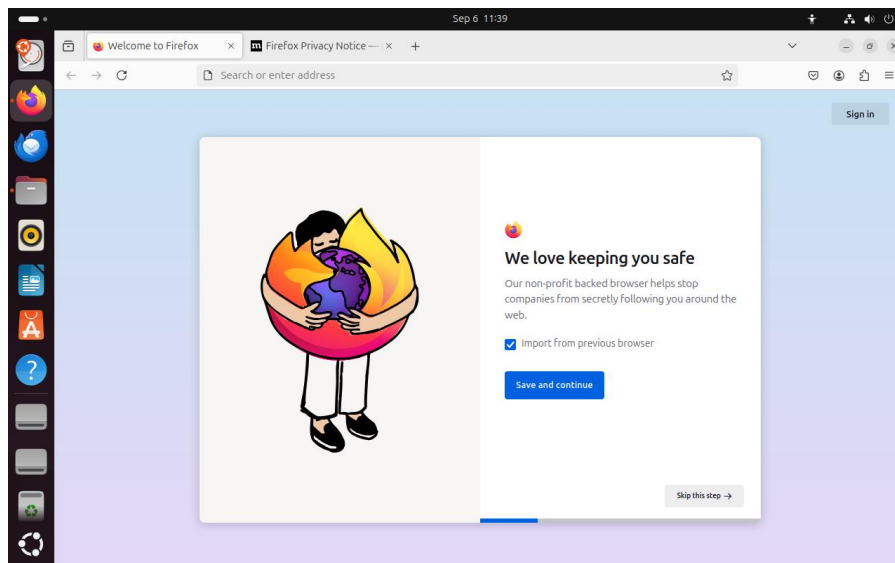 Sep 6 11:39
Welcome to Firefox
Firefox Privacy Notice —
Search or enter address
Sign in
We love keeping you safe
Our non-profit backed browser helps stop
companies from secretly following you around the
web.
Import from previous browser
Save and continue
Skip this step →